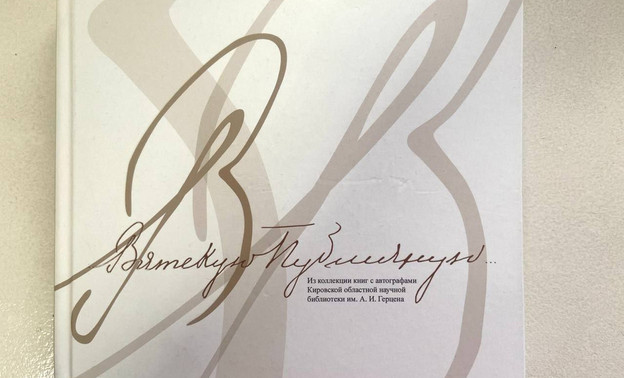 В Вятскую Публичную...
Из коллекции книг с автографами
Кировской областной научной
библиотеки им. А. И. Герцена